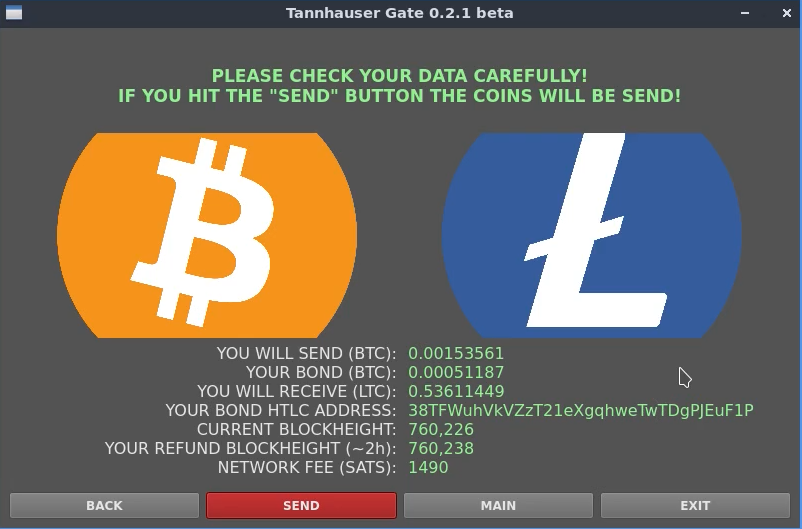 Tannhauser Gate 0.2.1 beta
PLEASE CHECK YOUR DATA CAREFULLY!
IF YOU HIT THE "SEND" BUTTON THE COINS WILL BE SEND!
YOU WILL SEND (BTC): 0.00153561
YOUR BOND (BTC): 0.00051187
YOU WILL RECEIVE (LTC): 0.53611449
YOUR BOND HTLC ADDRESS: 38TFWuhVkVZzT21eXgqhweTwTDgPJEuF1P
CURRENT BLOCKHEIGHT: 760,226
YOUR REFUND BLOCKHEIGHT (~2h): 760,238
NETWORK FEE (SATS): 1490
BACK SEND MAIN EXIT